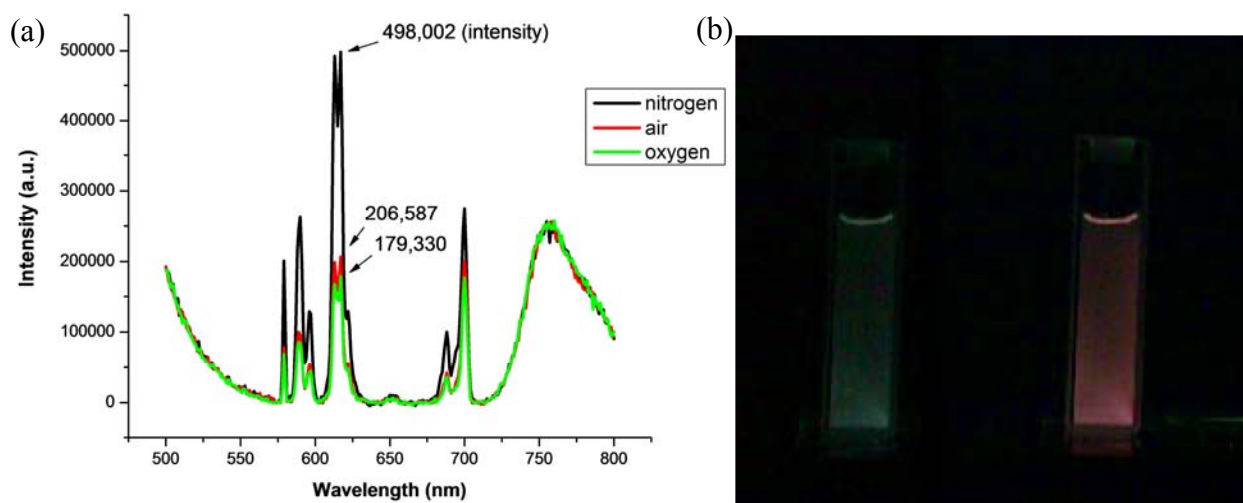 (a)
498,002 (intensity)
206,587
179,330
nitrogen
air
oxygen
500000
400000
300000
200000
100000
0
Intensity (a.u.)
500 550 600 650 700 750 800
Wavelength (nm)
(b)